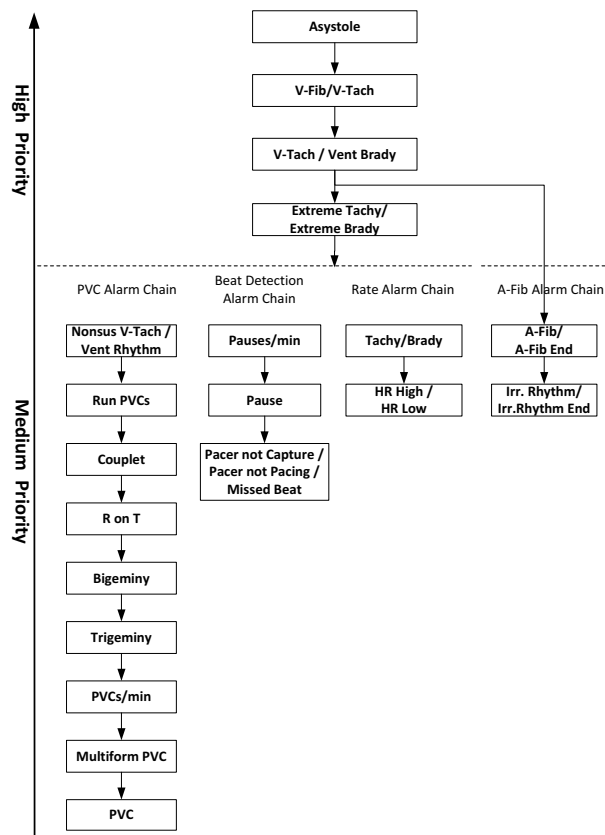 High Priority
Medium Priority
Asystole
V-Fib/V-Tach
V-Tach / Vent Brady
Extreme Tachy/
Extreme Brady
PVC Alarm Chain
Nonsus V-Tach /
Vent Rhythm
Run PVCs
Couplet
R on T
Bigeminy
Trigeminy
PVCs/min
Multiform PVC
PVC
Beat Detection
Alarm Chain
Pauses/min
Pause
Pacer not Capture /
Pacer not Pacing /
Missed Beat
Rate Alarm Chain
Tachy/Brady
HR High /
HR Low
A-Fib Alarm Chain
A-Fib/
A-Fib End
Irr. Rhythm/
Irr.Rhythm End